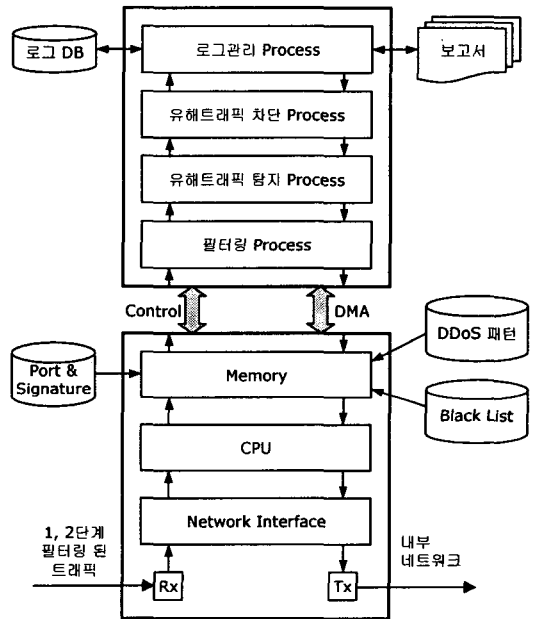 로그 DB
로그관리 Process
보고서
유해트래픽 차단 Process
유해트래픽 탐지 Process
필터링 Process
Control
DMA
DDoS 패턴
Port &
Signature
Memory
Black List
CPU
Network Interface
1, 2단계
필터링 된
트래픽
내부
네트워크
Rx
Tx